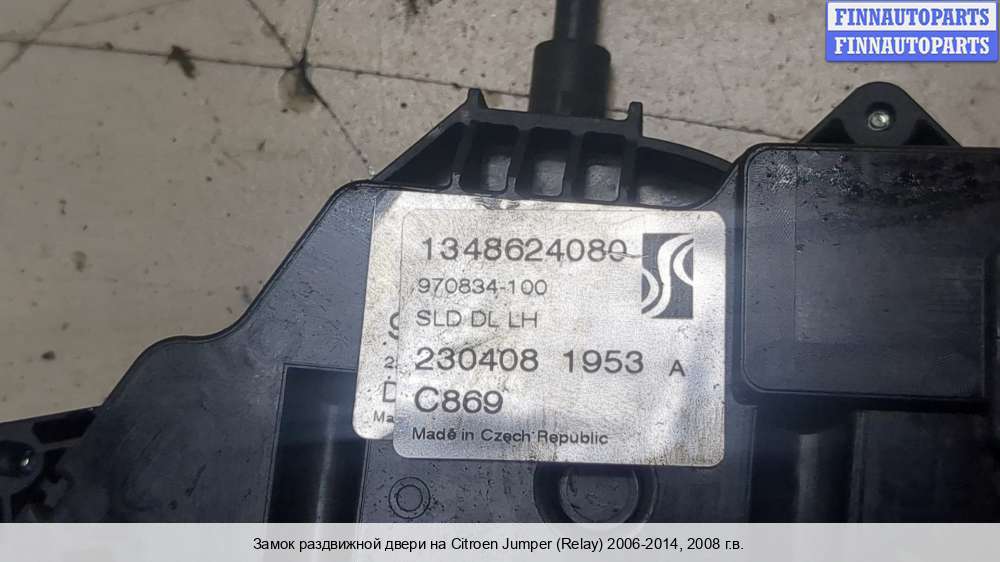 FINNAUTOPARTS
FINNAUTOPARTS
1348624080
970834-100
SLD DL LH
230408 1953 A
C869
Made in Czech Republic
Ma
Замок раздвижной двери на Citroen Jumper (Relay) 2006-2014, 2008 г.в.